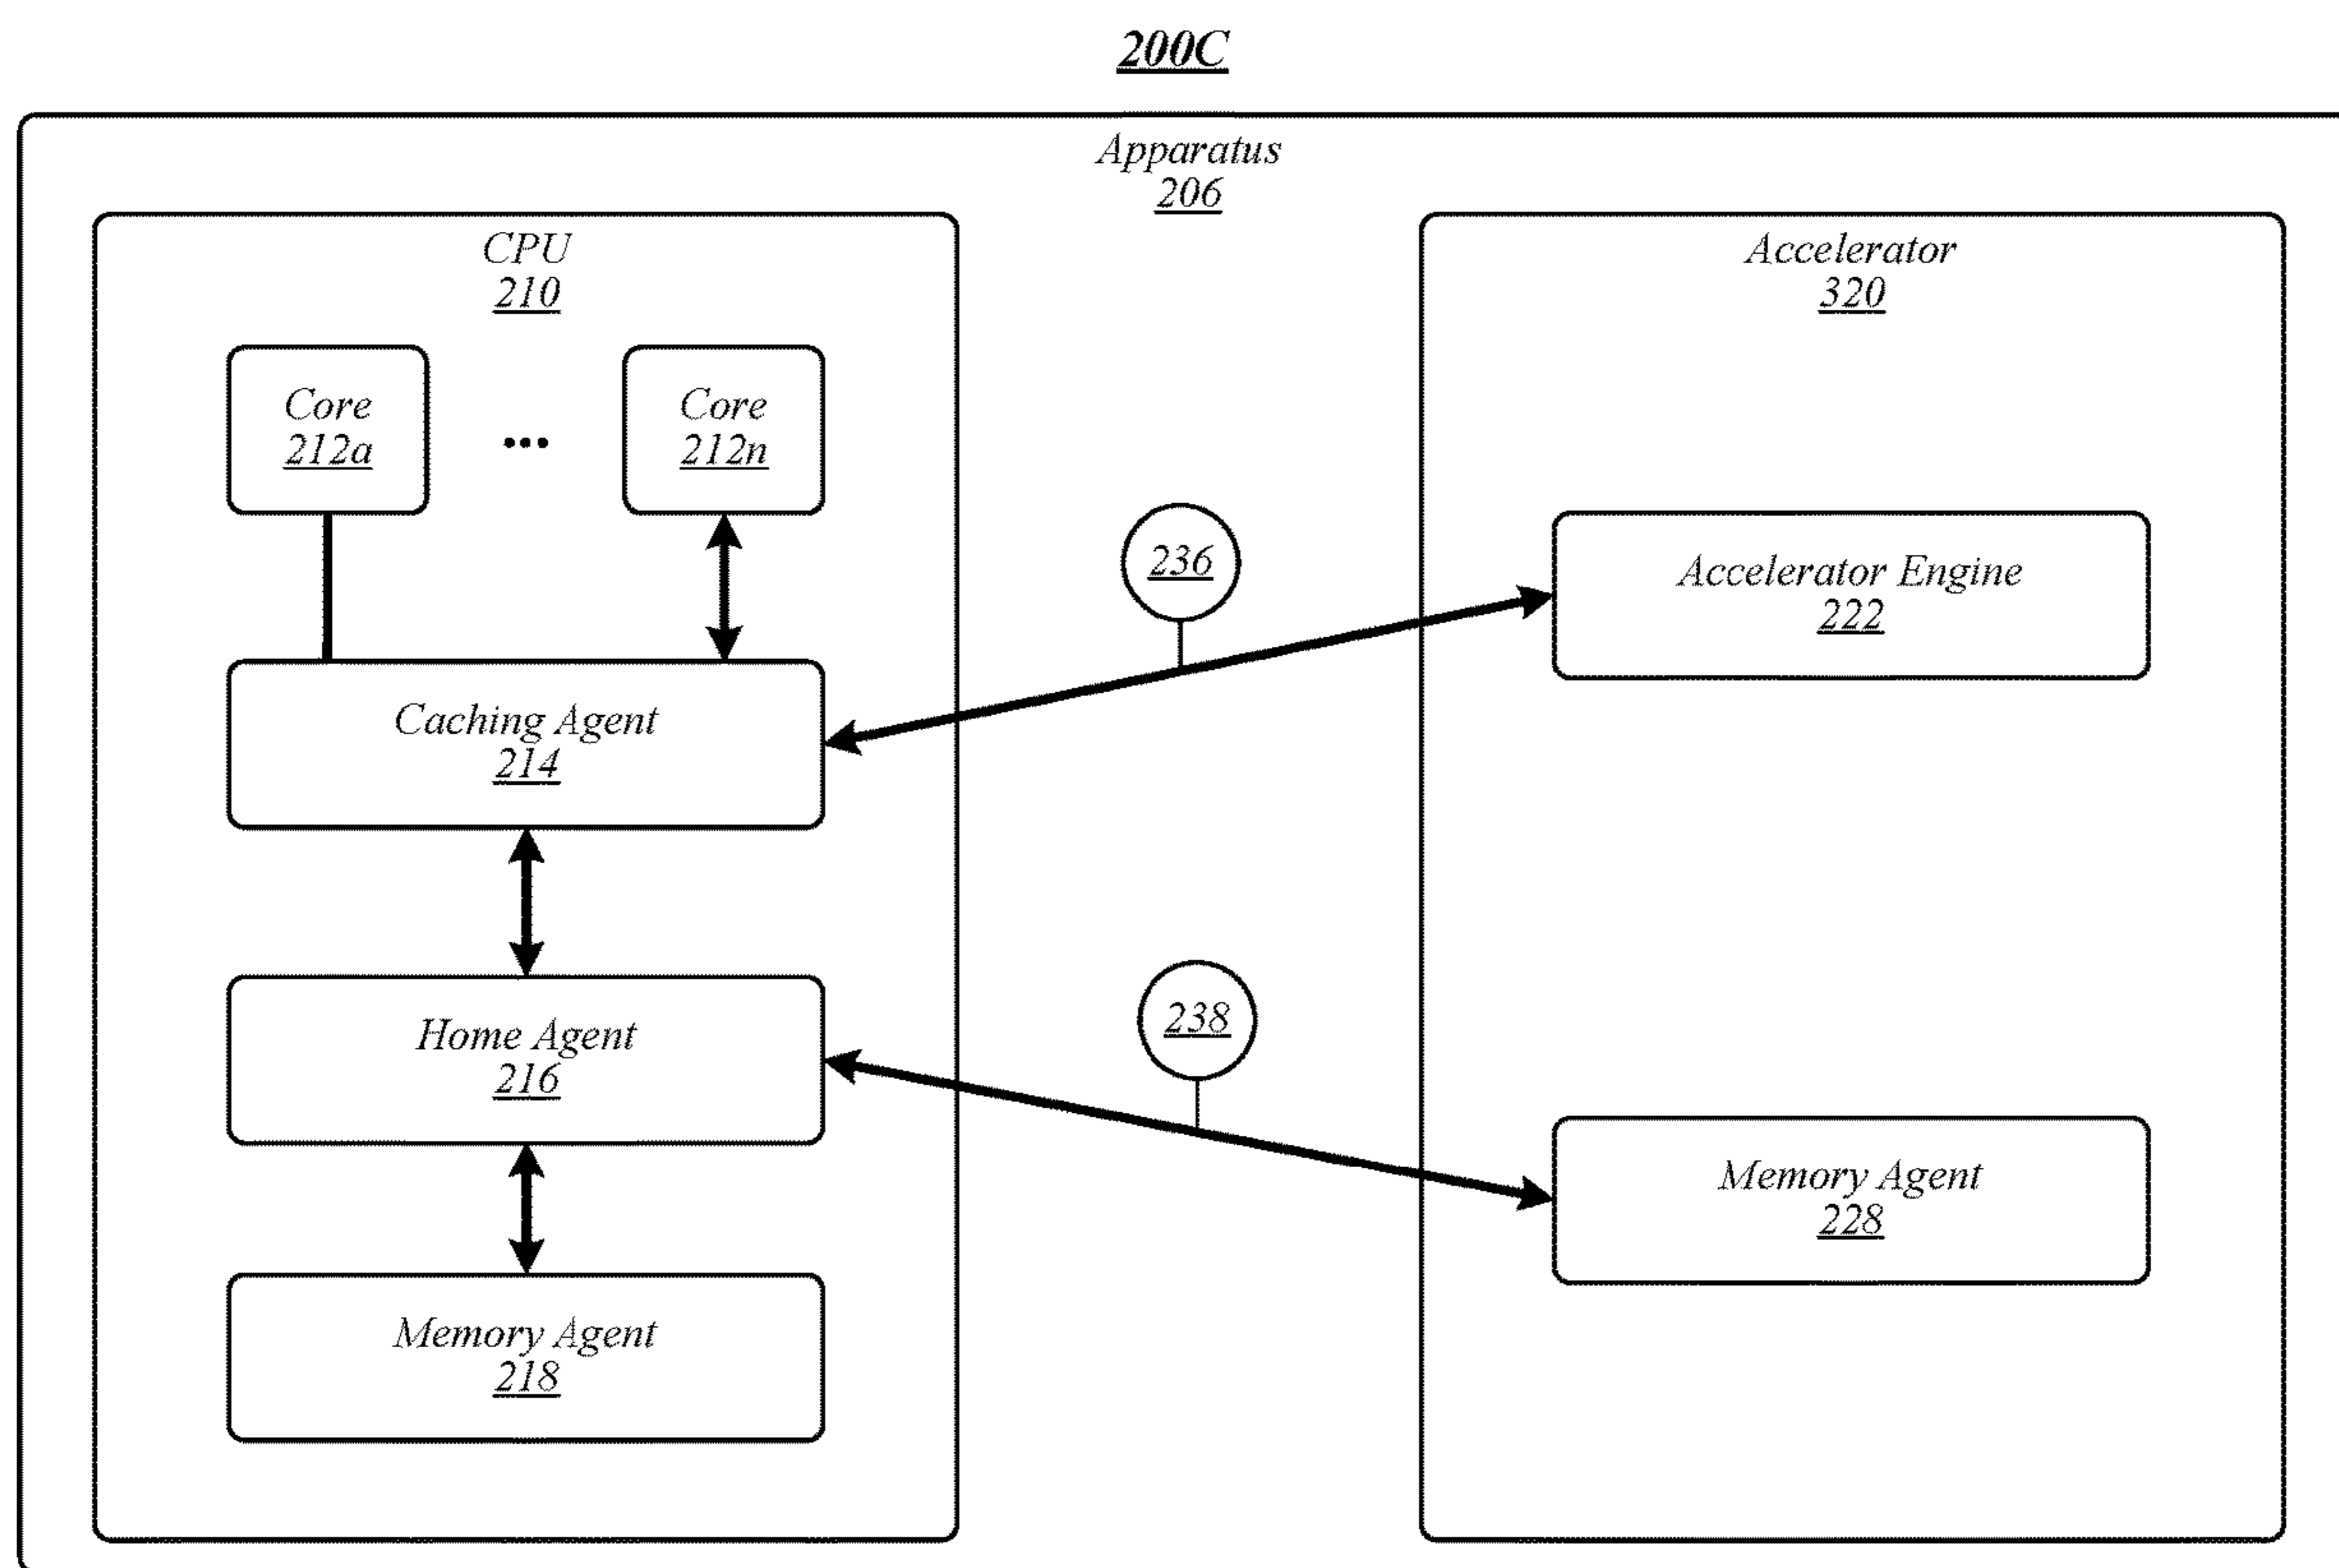 200C
Apparatus
206
CPU
210
Accelerator
320
Core
212a
...
Core
212n
236
Accelerator Engine
222
Caching Agent
214
Home Agent
216
238
Memory Agent
228
Memory Agent
218